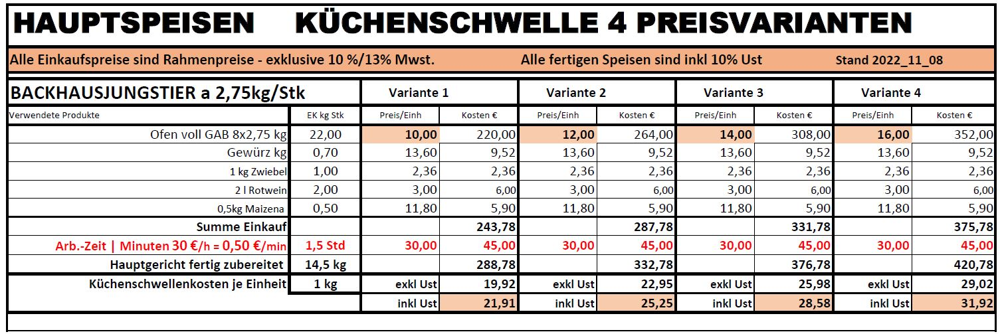 HAUPTSPEISEN KÜCHENSCHWELLE 4 PREISVARIANTEN
Alle Einkaufspreise sind Rahmenpreise - exklusive 10 %/13% Mwst. Alle fertigen Speisen sind inkl 10% Ust Stand 2022_11_08
BACKHAUSJUNGSTIER a 2,75kg/Stk Variante 1 Variante 2 Variante 3 Variante 4
Verwendete Produkte EK kg Stk Preis/Einh Kosten € Preis/Einh Kosten € Preis/Einh Kosten € Preis/Einh Kosten €
Ofen voll GAB 8x2,75 kg 22,00 10,00 220,00 12,00 264,00 14,00 308,00 16,00 352,00
Gewürz kg 0,70 13,60 9,52 13,60 9,52 13,60 9,52 13,60 9,52
1 kg Zwiebel 1,00 2,36 2,36 2,36 2,36 2,36 2,36 2,36 2,36
2 l Rotwein 2,00 3,00 6,00 3,00 6,00 3,00 6,00 3,00 6,00
0,5kg Maizena 0,50 11,80 5,90 11,80 5,90 11,80 5,90 11,80 5,90
Summe Einkauf 243,78 287,78 331,78 375,78
Arb.-Zeit | Minuten 30 €/h = 0,50 €/min 1,5 Std 30,00 45,00 30,00 45,00 30,00 45,00 30,00 45,00
Hauptgericht fertig zubereitet 14,5 kg 288,78 332,78 376,78 420,78
Küchenschwellenkosten je Einheit 1 kg exkl Ust 19,92 exkl Ust 22,95 exkl Ust 25,98 exkl Ust 29,02
inkl Ust 21,91 inkl Ust 25,25 inkl Ust 28,58 inkl Ust 31,92